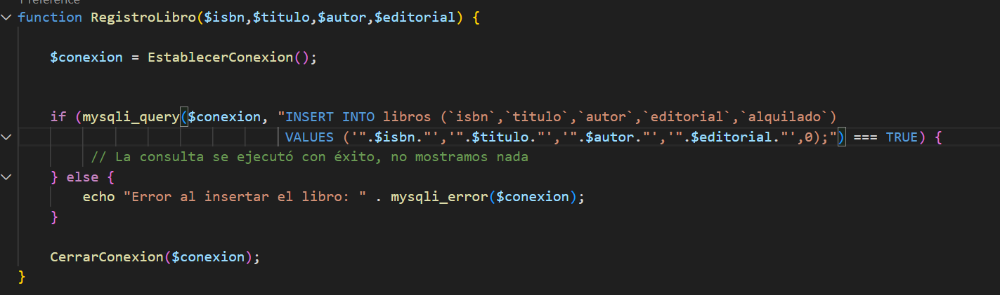 1 reference
function RegistroLibro($isbn,$titulo,$autor,$editorial) {
$conexion = EstablecerConexion();
if (mysqli_query($conexion, "INSERT INTO libros (`isbn`,`titulo`,`autor`,`editorial`,`alquilado`)
VALUES ('".$isbn."','".$titulo."','".$autor."','".$editorial."',0);") === TRUE) {
// La consulta se ejecutó con éxito, no mostramos nada
} else {
echo "Error al insertar el libro: " . mysqli_error($conexion);
}
CerrarConexion($conexion);
}